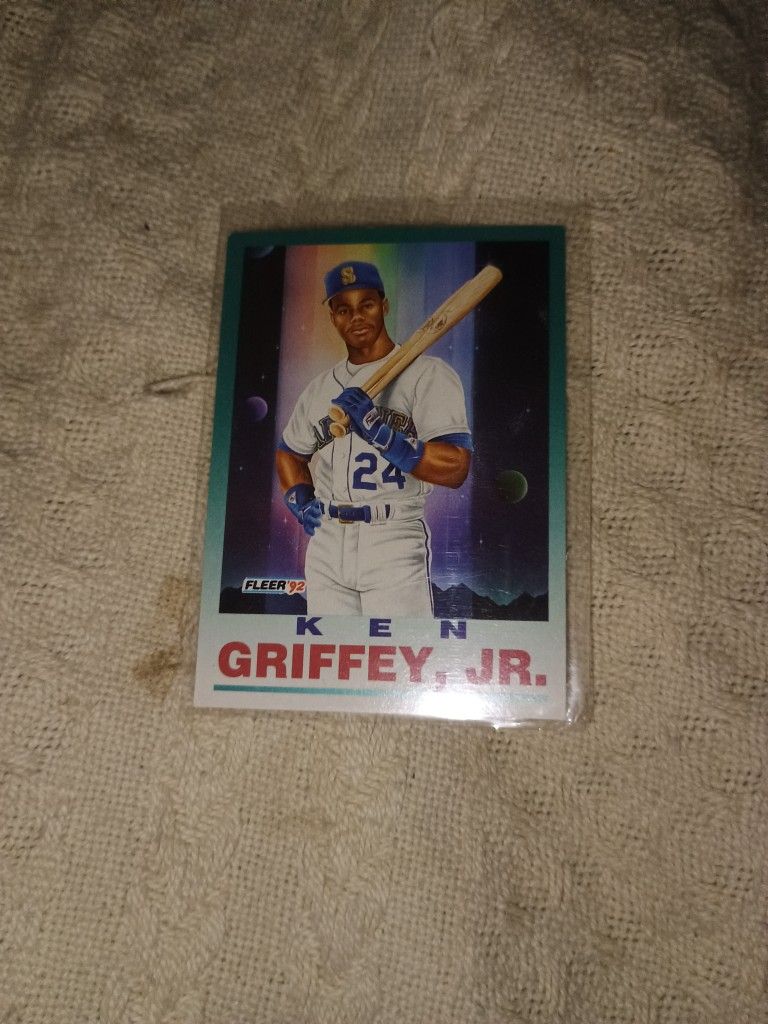 S
24
FLEER '92
KEN
GRIFFEY, JR.